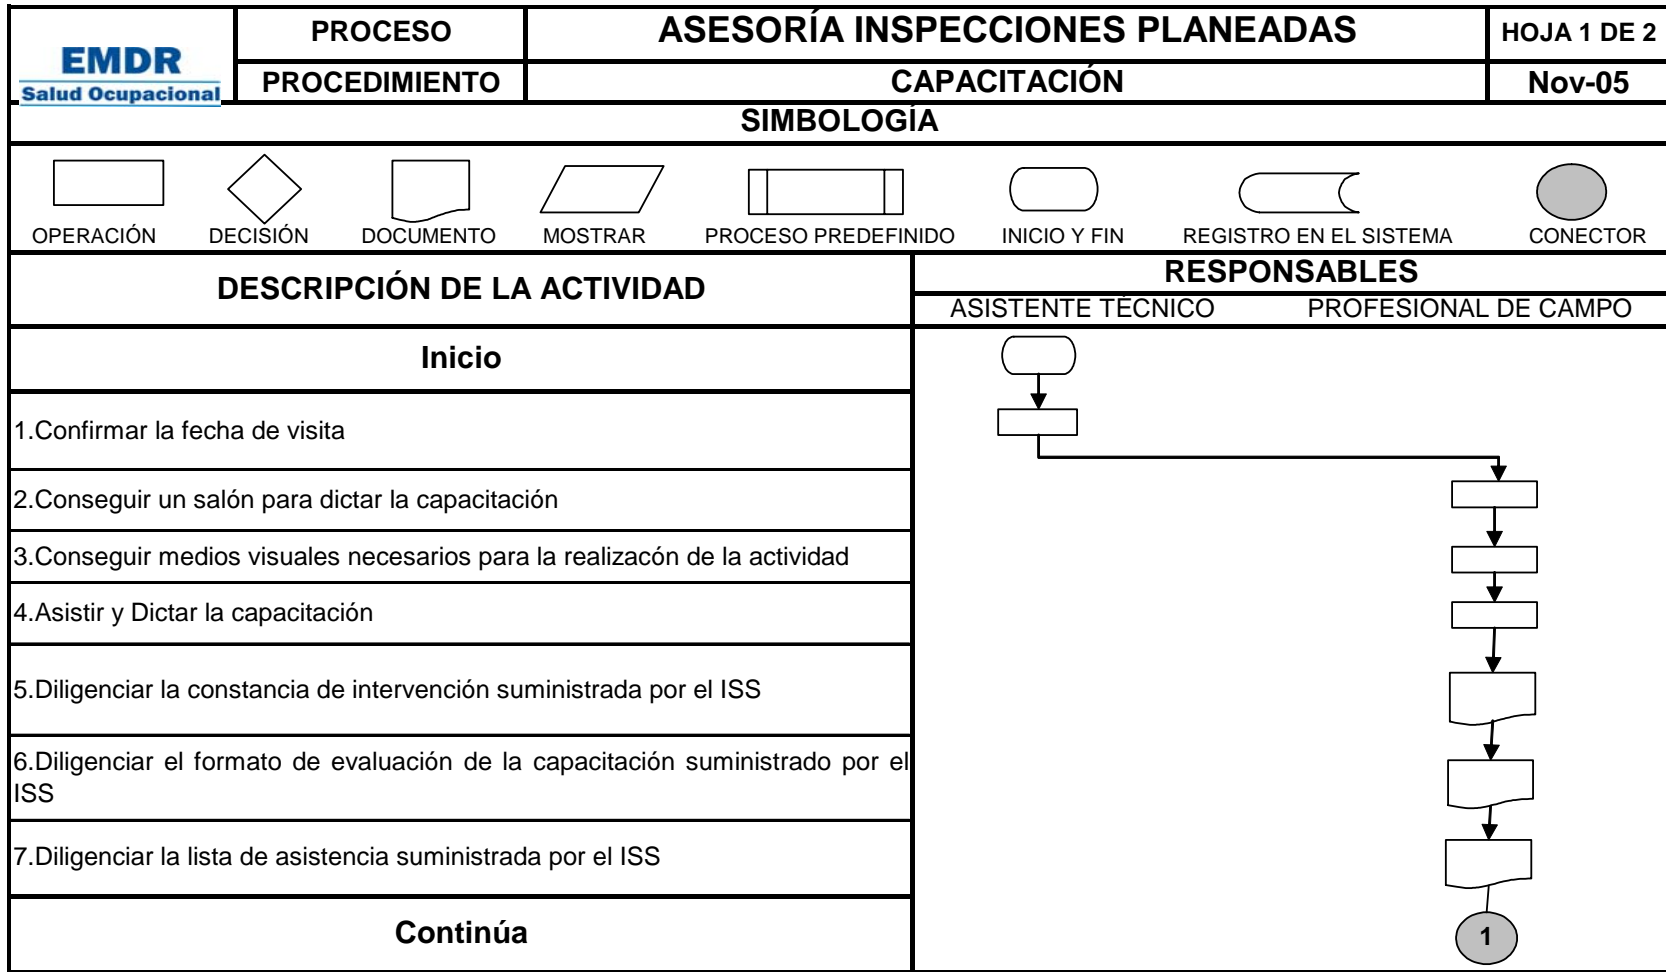 EMDR
Salud Ocupacional
PROCESO
ASESORÍA INSPECCIONES PLANEADAS
HOJA 1 DE 2
PROCEDIMIENTO
CAPACITACIÓN
Nov-05
SIMBOLOGÍA
OPERACIÓN
DECISIÓN
DOCUMENTO
MOSTRAR
PROCESO PREDEFINIDO
INICIO Y FIN
REGISTRO EN EL SISTEMA
CONECTOR
DESCRIPCIÓN DE LA ACTIVIDAD
RESPONSABLES
ASISTENTE TÉCNICO
PROFESIONAL DE CAMPO
Inicio
1.Confirmar la fecha de visita
2.Conseguir un salón para dictar la capacitación
3.Conseguir medios visuales necesarios para la realizacón de la actividad
4.Asistir y Dictar la capacitación
5.Diligenciar la constancia de intervención suministrada por el ISS
6.Diligenciar el formato de evaluación de la capacitación suministrado por el
ISS
7.Diligenciar la lista de asistencia suministrada por el ISS
Continúa
1